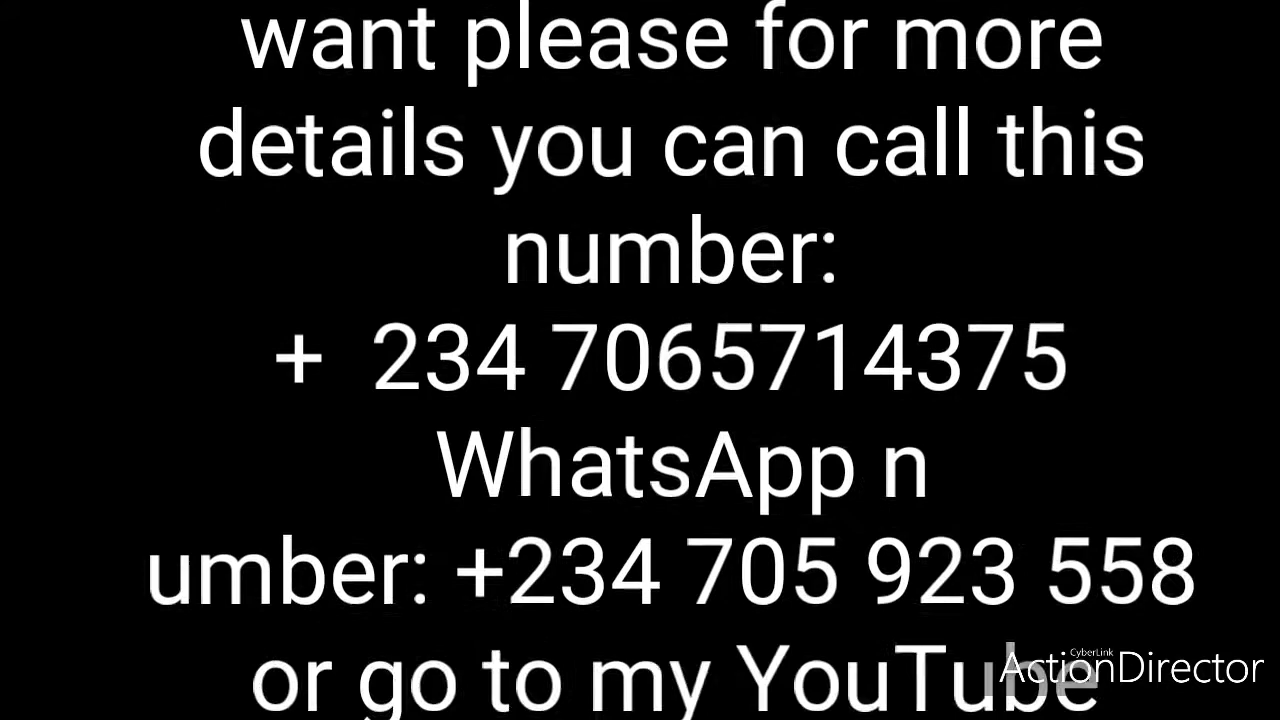 want please for more
details you can call this
number:
+ 234 7065714375
WhatsApp n
umber: +234 705 923 558
or go to my YouTube
CyberLink
ActionDirector